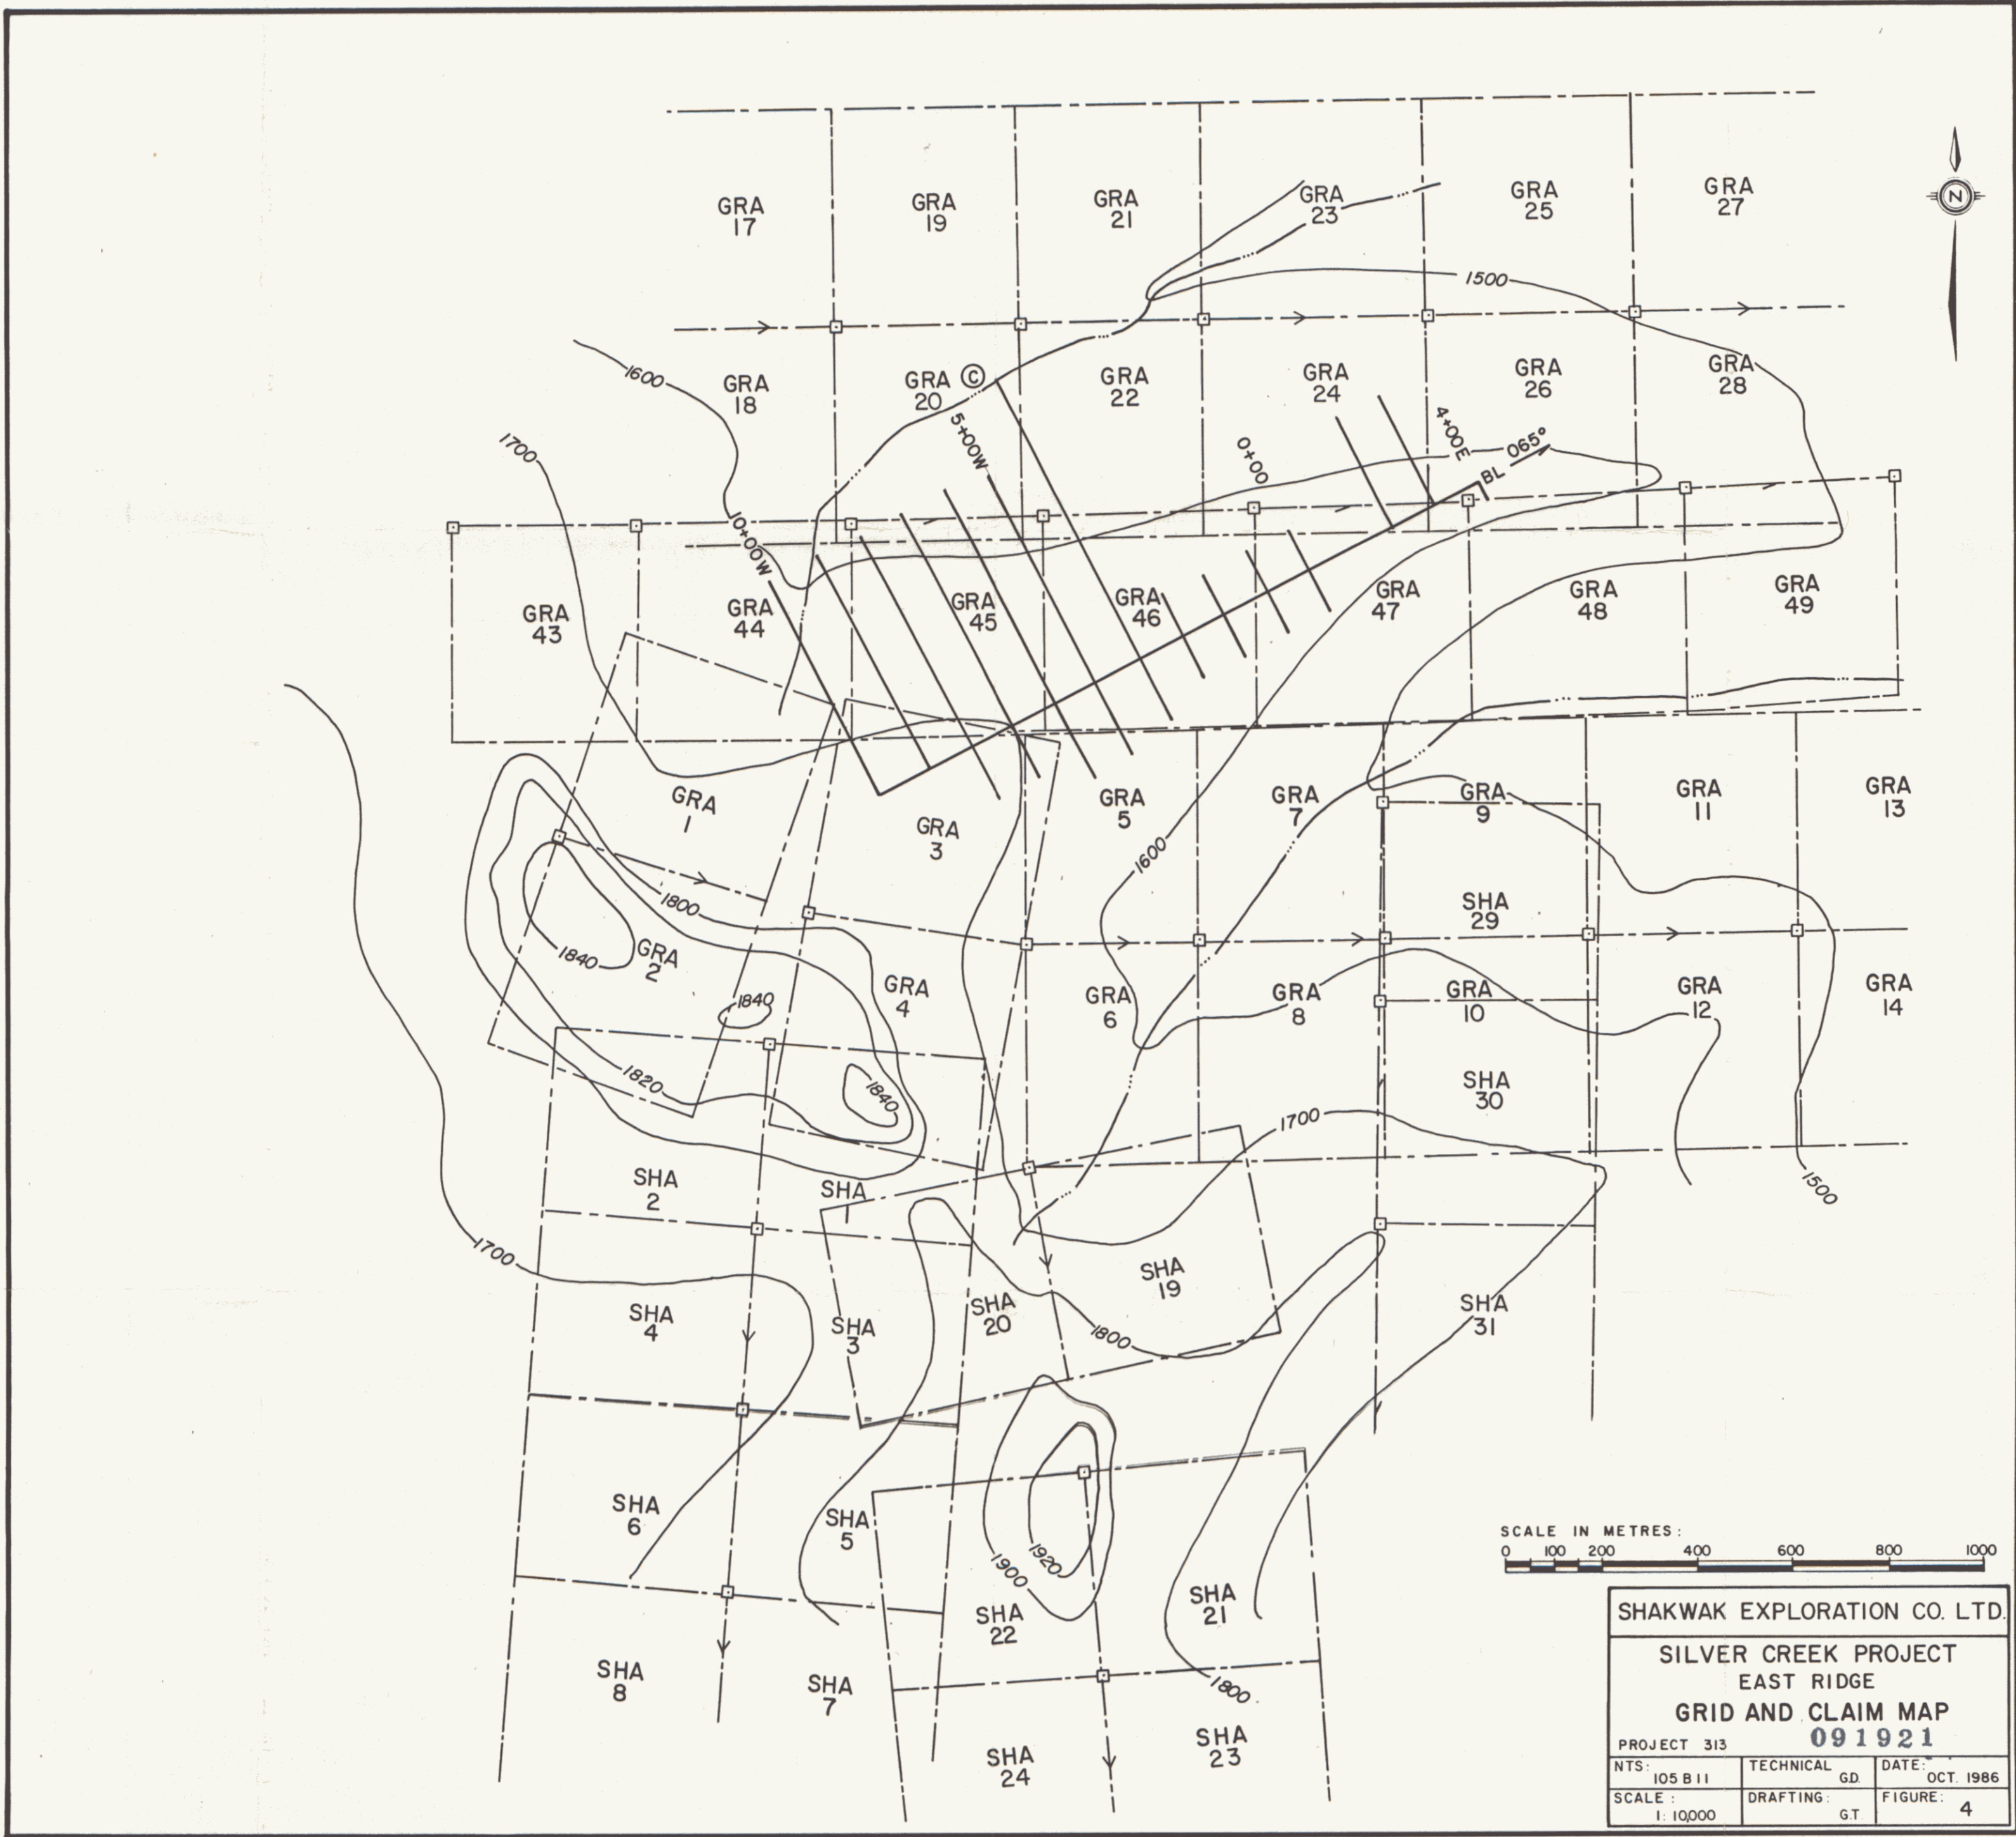 GRA
17
GRA
19
GRA
21
GRA
23
GRA
25
GRA
27
N
1500
1600
GRA
18
GRA
20
C
GRA
22
GRA
24
GRA
26
GRA
28
1700
5+00W
0+00
4+00E
BL 065°
10+00W
GRA
43
GRA
44
GRA
45
GRA
46
GRA
47
GRA
48
GRA
49
GRA
1
GRA
3
GRA
5
GRA
7
GRA
9
GRA
11
GRA
13
1600
1800
SHA
29
1840
GRA
2
1840
GRA
4
GRA
6
GRA
8
GRA
10
GRA
12
GRA
14
1820
1840
SHA
30
1700
SHA
2
SHA
1
1500
1700
SHA
19
SHA
4
SHA
3
SHA
20
1800
SHA
31
SHA
6
SHA
5
1900
1920
SHA
22
SHA
21
SHA
8
SHA
7
1800
SHA
24
SHA
23
SCALE IN METRES:
0 100 200 400 600 800 1000
SHAKWAK EXPLORATION CO. LTD.
SILVER CREEK PROJECT
EAST RIDGE
GRID AND CLAIM MAP
PROJECT 313 091921
NTS: 105 B 11
TECHNICAL G.D.
DATE: OCT. 1986
SCALE: 1:10,000
DRAFTING: G.T
FIGURE: 4